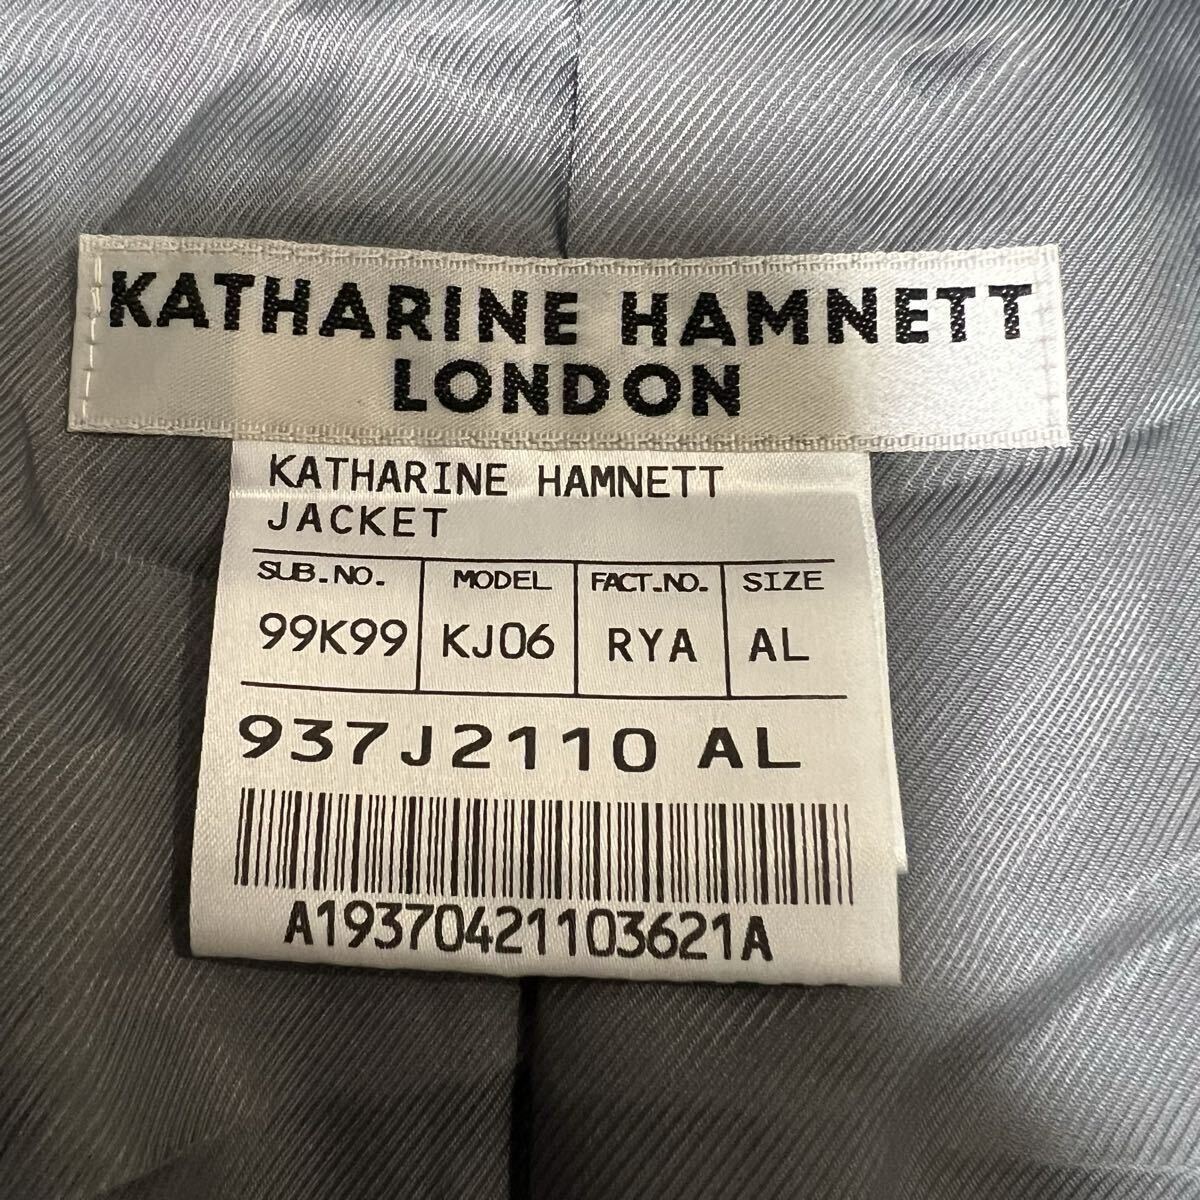 KATHARINE HAMNETT
LONDON
KATHARINE HAMNETT
JACKET
SUB.NO. MODEL FACT.NO. SIZE
99K99 KJ06 RYA AL
937J2110 AL
A19370421103621A